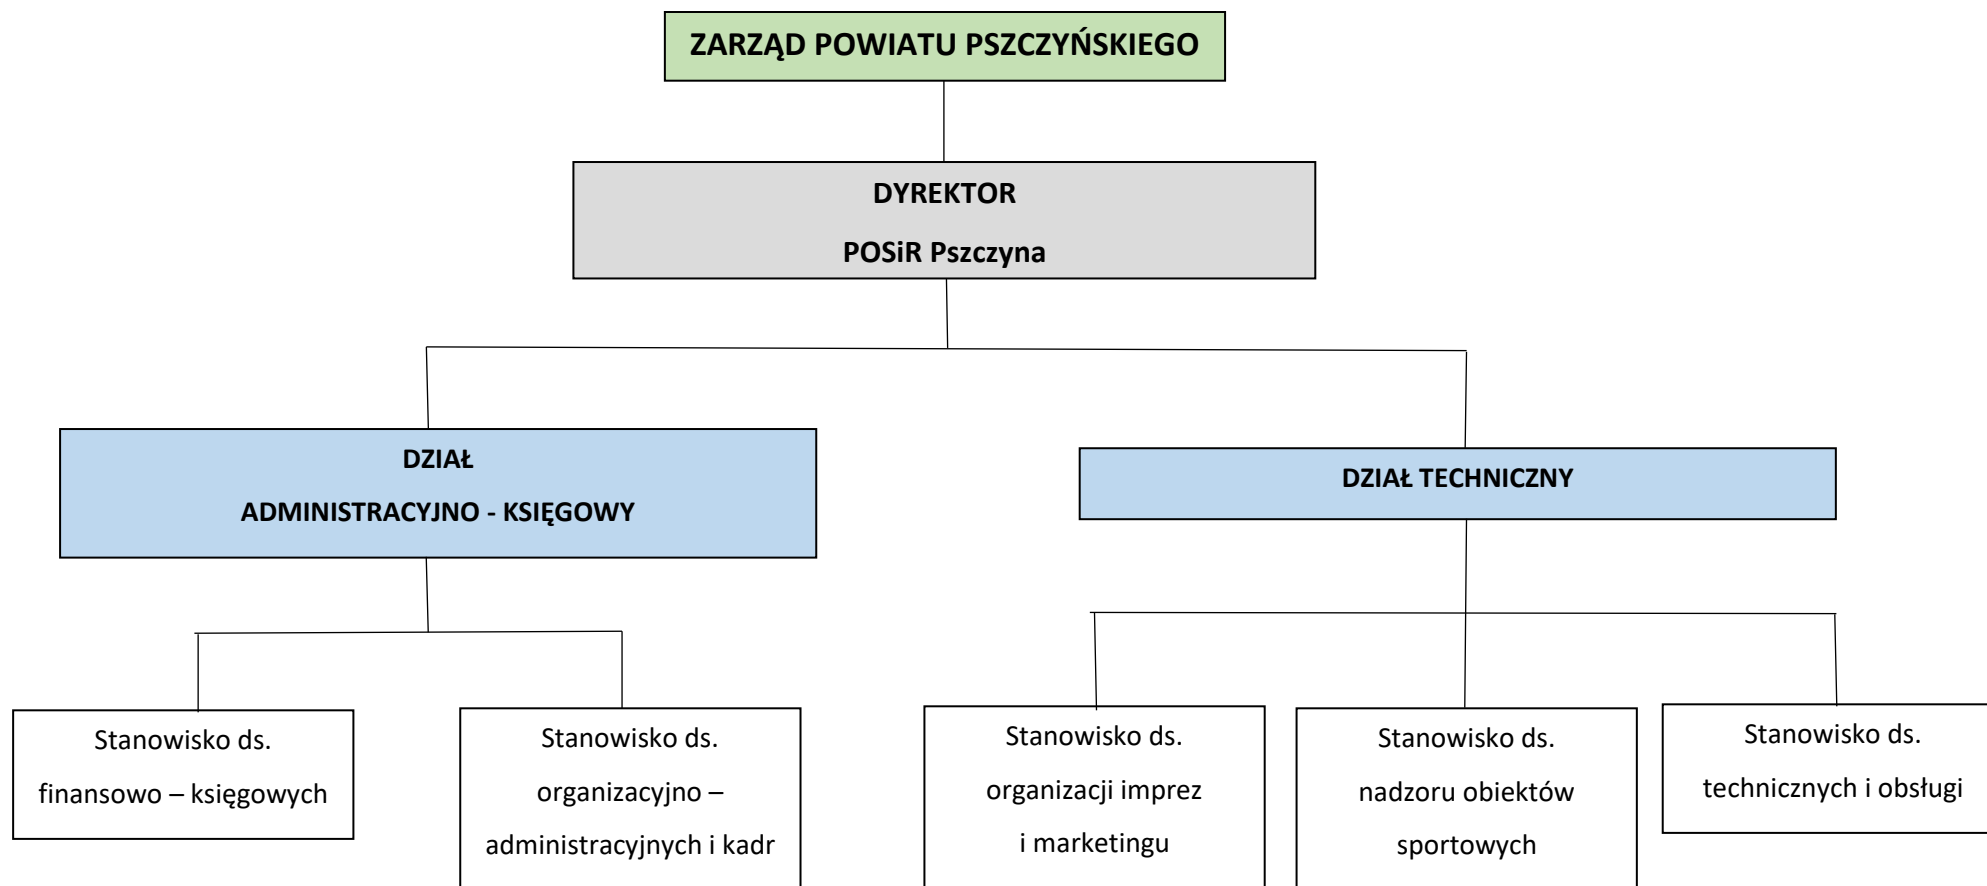 ZARZĄD POWIATU PSZCZYŃSKIEGO
DYREKTOR
POSiR Pszczyna
DZIAŁ
ADMINISTRACYJNO - KSIĘGOWY
DZIAŁ TECHNICZNY
Stanowisko ds.
finansowo – księgowych
Stanowisko ds.
organizacyjno –
administracyjnych i kadr
Stanowisko ds.
organizacji imprez
i marketingu
Stanowisko ds.
nadzoru obiektów
sportowych
Stanowisko ds.
technicznych i obsługi